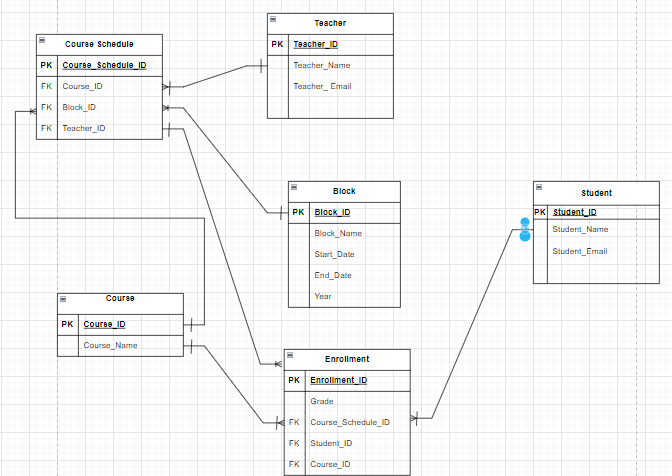 Teacher
PK Teacher_ID
Teacher_Name
Teacher_ Email
Course Schedule
PK Course_Schedule_ID
FK Course_ID
FK Block_ID
FK Teacher_ID
Block
PK Block_ID
Block_Name
Start_Date
End_Date
Year
Student
PK Student_ID
Student_Name
Student_Email
Course
PK Course_ID
Course_Name
Enrollment
PK Enrollment_ID
Grade
FK Course_Schedule_ID
FK Student_ID
FK Course_ID